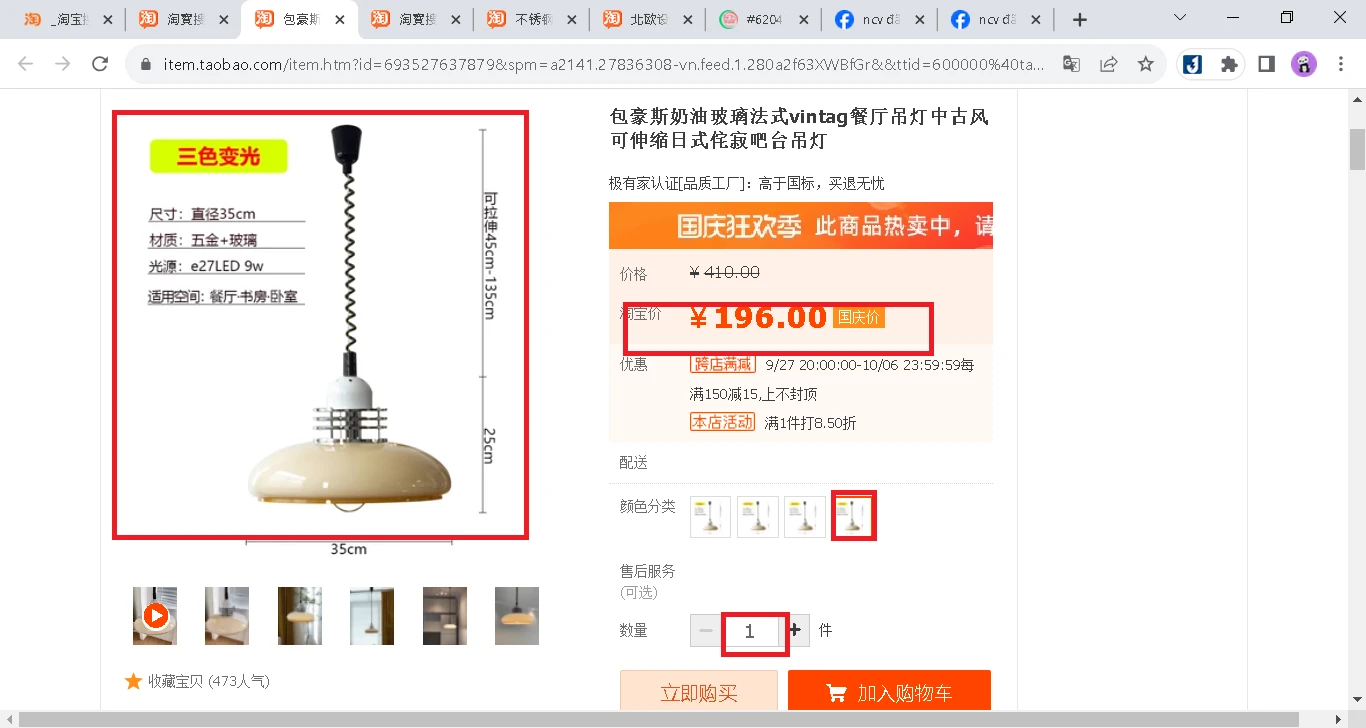 _淘宝搜
淘寶搜
包豪斯
淘寶搜
不锈钢
北欧设
#6204
ncv đă
ncv đă
item.taobao.com/item.htm?id=693527637879&spm=a2141.27836308-vn.feed.1.280a2f63XWBfGr&&ttid=600000%40ta...
三色变光
尺寸：直径35cm
材质：五金+玻璃
光源：e27LED 9w
适用空间：餐厅·书房·卧室
可拉伸45cm-135cm
25cm
35cm
收藏宝贝 (473人气)
包豪斯奶油玻璃法式vintag餐厅吊灯中古风
可伸缩日式侘寂吧台吊灯
极有家认证[品质工厂]：高于国标，买退无忧
国庆狂欢季 此商品热卖中，请
价格 ¥ 410.00
淘宝价 ¥ 196.00 国庆价
优惠 跨店满减 9/27 20:00:00-10/06 23:59:59每
满150减15,上不封顶
本店活动 满1件打8.50折
配送
颜色分类
售后服务
(可选)
数量 − 1 + 件
立即购买 加入购物车